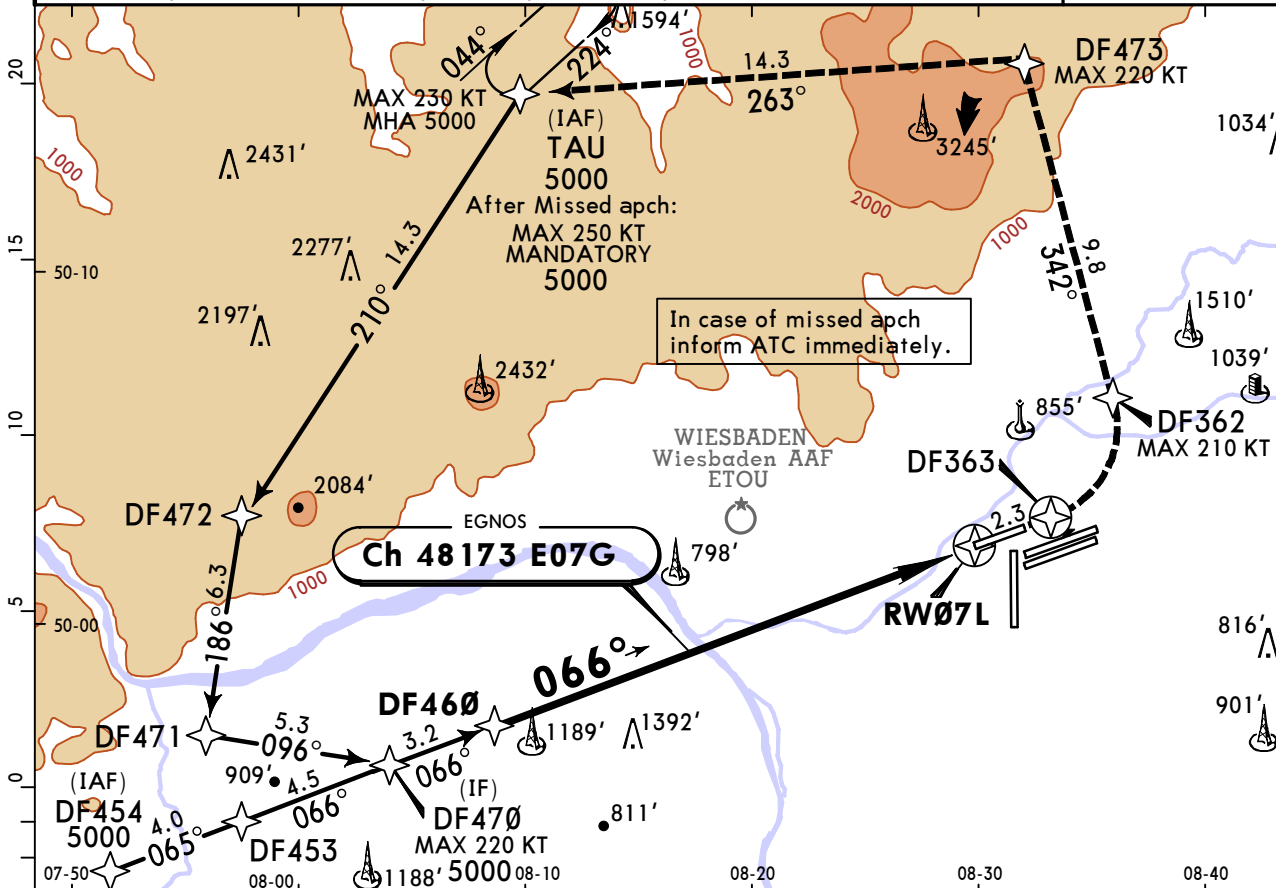 1594'
044°
224°
1000
14.3
263°
DF473
MAX 220 KT
20
MAX 230 KT
MHA 5000
(IAF)
TAU
5000
After Missed apch:
MAX 250 KT
MANDATORY
5000
3245'
1034'
1000
2431'
2000
1000
2277'
14.3
210°
15
50-10
9.8
342°
2197'
In case of missed apch
inform ATC immediately.
1510'
1039'
2432'
855'
DF362
MAX 210 KT
10
WIESBADEN
Wiesbaden AAF
ETOU
DF363
2084'
DF472
EGNOS
Ch 48173 E07G
2.3
798'
1000
6.3
186°
5
50-00
RWØ7L
816'
066°
DF46Ø
901'
DF471
5.3
096°
3.2
066°
1189'
1392'
0
909'
(IAF)
DF454
5000
4.5
066°
(IF)
DF47Ø
MAX 220 KT
5000
811'
4.0
065°
DF453
1188'
07-50
08-00
08-10
08-20
08-30
08-40